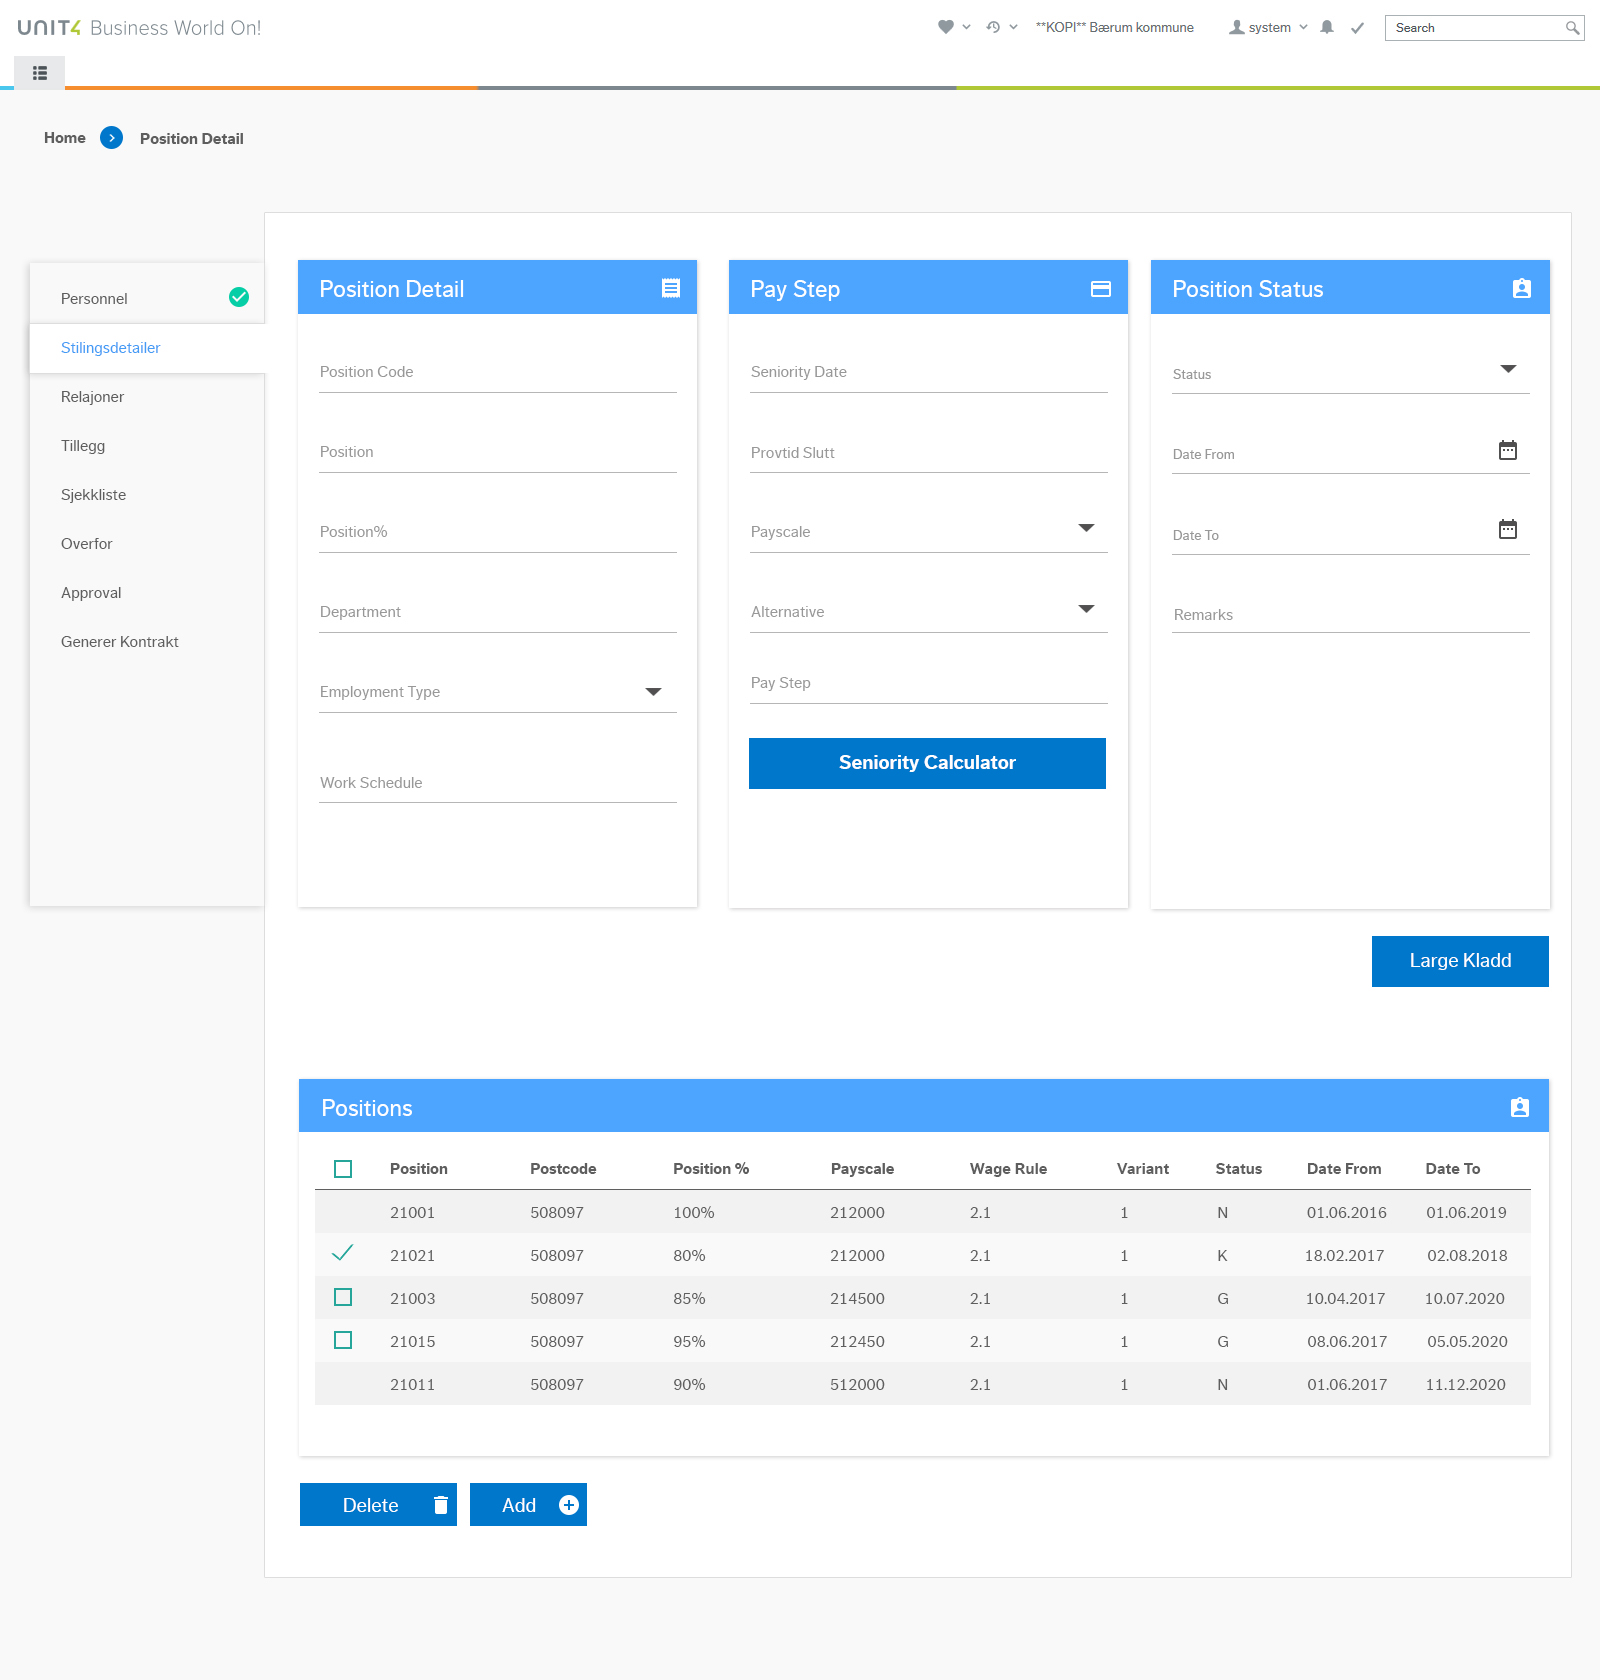 UNIT4 Business World On!
**KOPI** Bærum kommune
system
Search
Home
Position Detail
Personnel
Stilingsdetailer
Relajoner
Tillegg
Sjekkliste
Overfor
Approval
Generer Kontrakt
Position Detail
Position Code
Position
Position%
Department
Employment Type
Work Schedule
Pay Step
Seniority Date
Provtid Slutt
Payscale
Alternative
Pay Step
Seniority Calculator
Position Status
Status
Date From
Date To
Remarks
Large Kladd
Positions
Position Postcode Position % Payscale Wage Rule Variant Status Date From Date To
21001 508097 100% 212000 2.1 1 N 01.06.2016 01.06.2019
21021 508097 80% 212000 2.1 1 K 18.02.2017 02.08.2018
21003 508097 85% 214500 2.1 1 G 10.04.2017 10.07.2020
21015 508097 95% 212450 2.1 1 G 08.06.2017 05.05.2020
21011 508097 90% 512000 2.1 1 N 01.06.2017 11.12.2020
Delete
Add